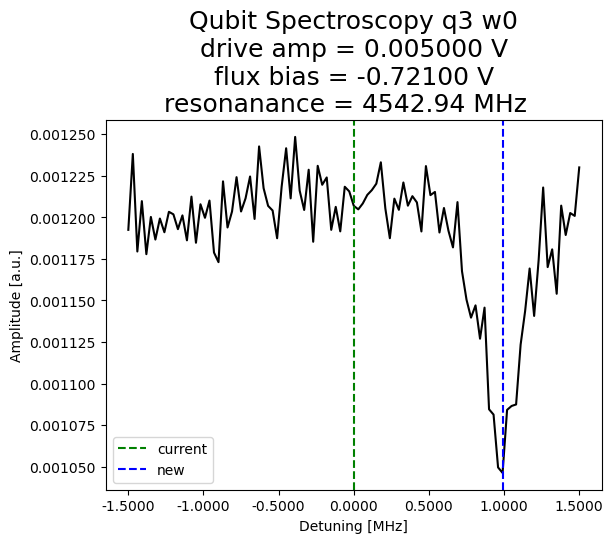 Qubit Spectroscopy q3 w0
drive amp = 0.005000 V
flux bias = -0.72100 V
resonanance = 4542.94 MHz
0.001250
0.001225
0.001200
0.001175
0.001150
0.001125
0.001100
0.001075
0.001050
Amplitude [a.u.]
current
new
-1.5000 -1.0000 -0.5000 0.0000 0.5000 1.0000 1.5000
Detuning [MHz]